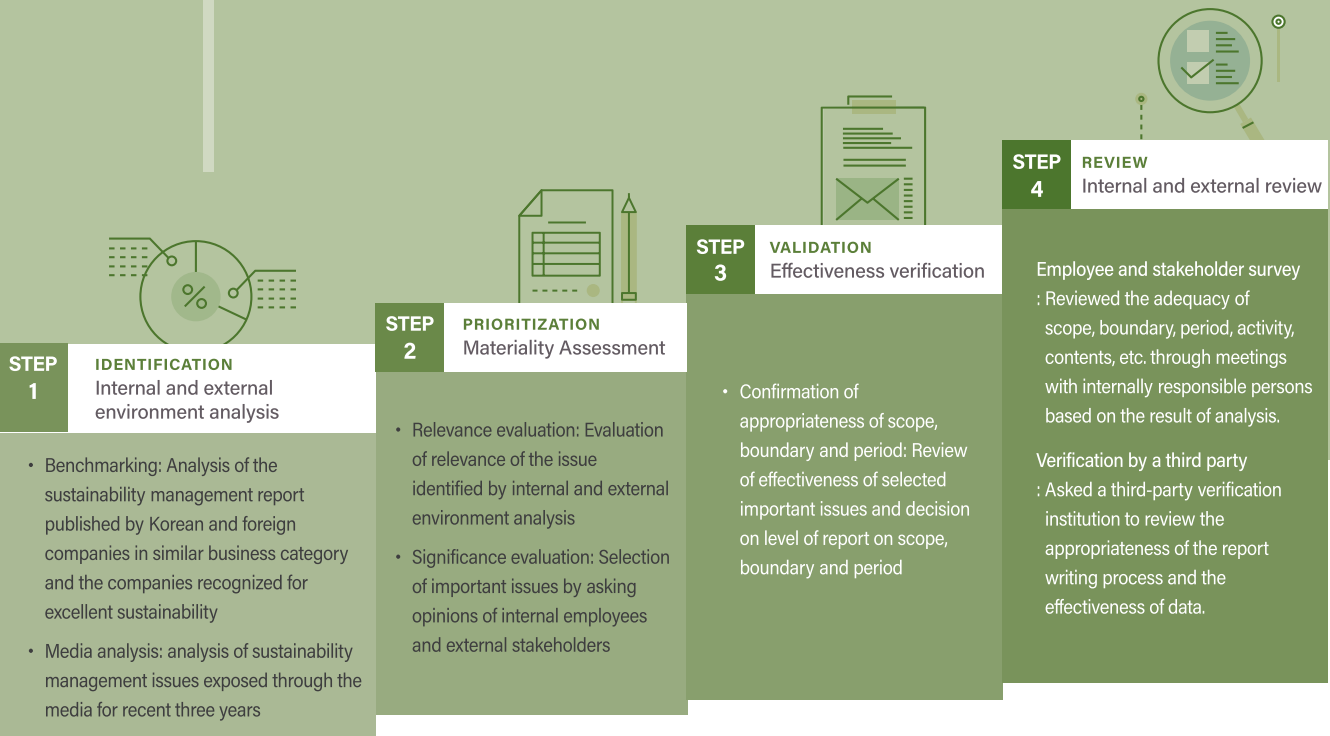 STEP
1
IDENTIFICATION
Internal and external
environment analysis
• Benchmarking: Analysis of the
sustainability management report
published by Korean and foreign
companies in similar business category
and the companies recognized for
excellent sustainability
• Media analysis: analysis of sustainability
management issues exposed through the
media for recent three years
STEP
2
PRIORITIZATION
Materiality Assessment
• Relevance evaluation: Evaluation
of relevance of the issue
identified by internal and external
environment analysis
• Significance evaluation: Selection
of important issues by asking
opinions of internal employees
and external stakeholders
STEP
3
VALIDATION
Effectiveness verification
• Confirmation of
appropriateness of scope,
boundary and period: Review
of effectiveness of selected
important issues and decision
on level of report on scope,
boundary and period
STEP
4
REVIEW
Internal and external review
Employee and stakeholder survey
: Reviewed the adequacy of
scope, boundary, period, activity,
contents, etc. through meetings
with internally responsible persons
based on the result of analysis.
Verification by a third party
: Asked a third-party verification
institution to review the
appropriateness of the report
writing process and the
effectiveness of data.
%